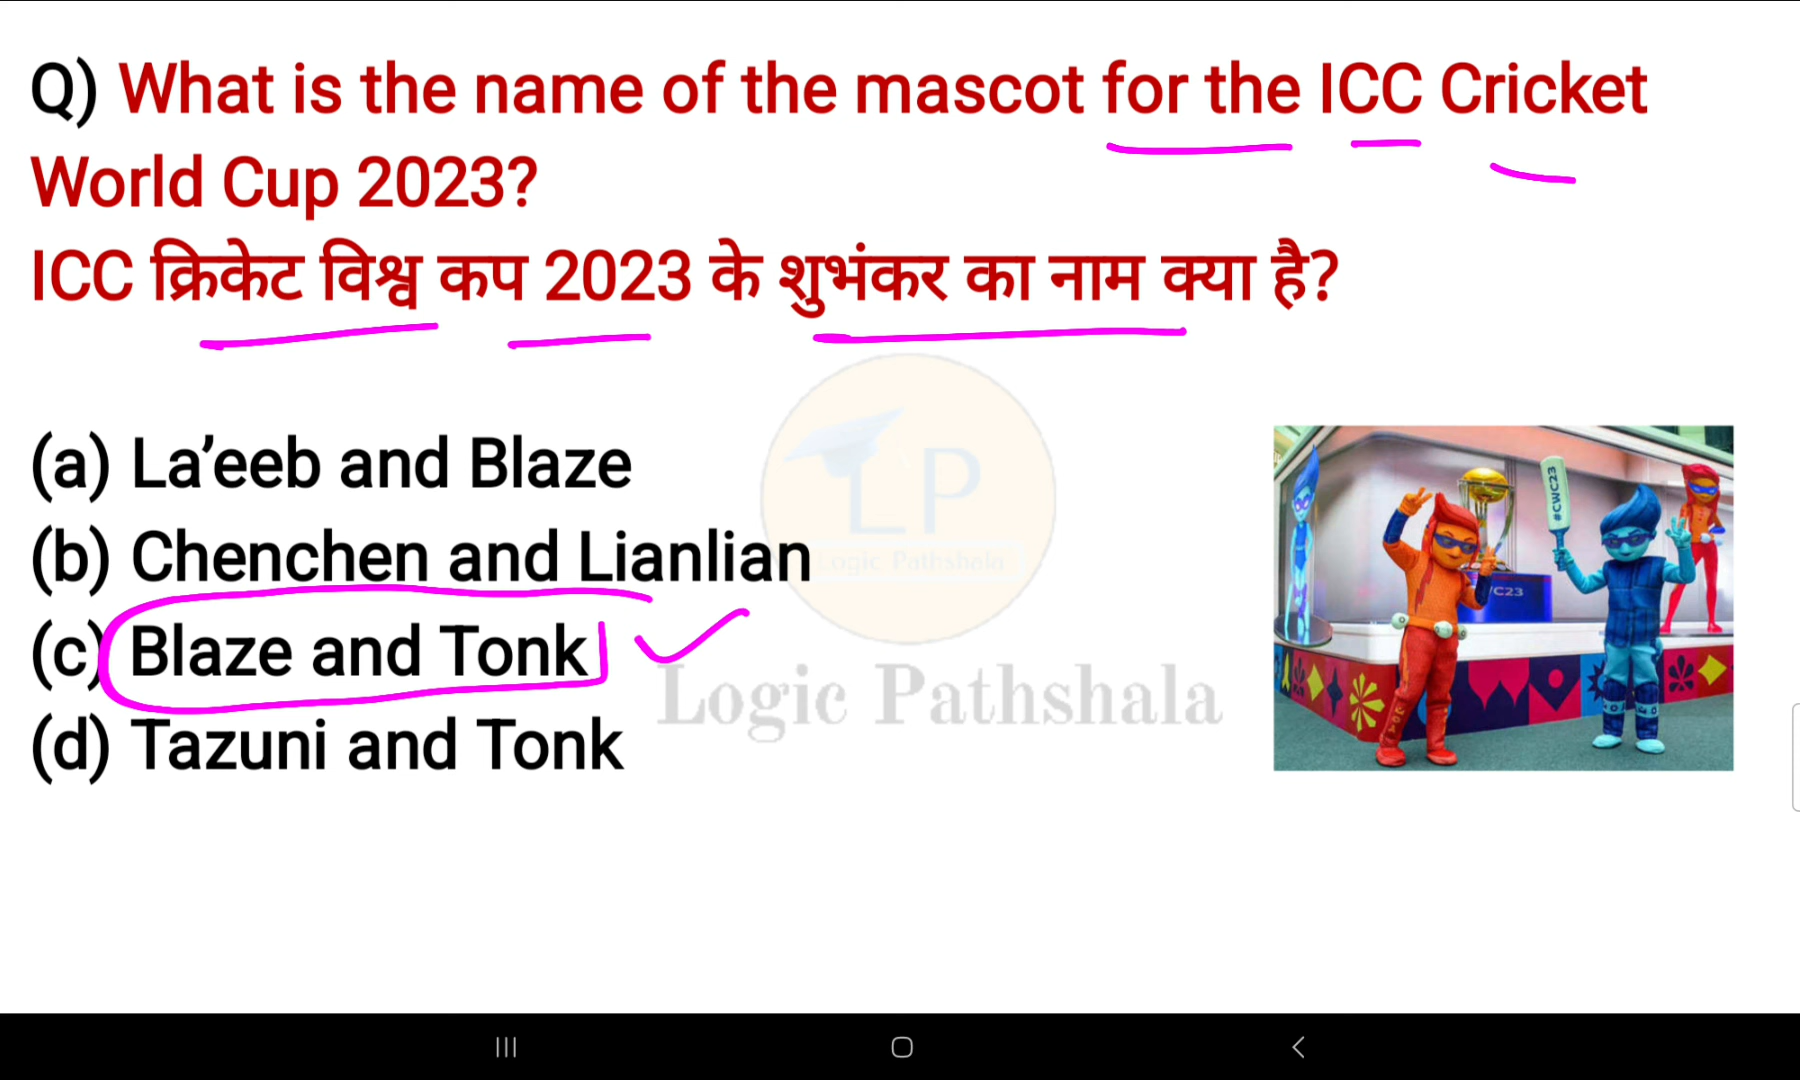 Q) What is the name of the mascot for the ICC Cricket
World Cup 2023?
ICC क्रिकेट विश्व कप 2023 के शुभंकर का नाम क्या है?
(a) La’eeb and Blaze
(b) Chenchen and Lianlian
(c) Blaze and Tonk
(d) Tazuni and Tonk
LP
Logic Pathshala
Logic Pathshala
#CWC23
C23